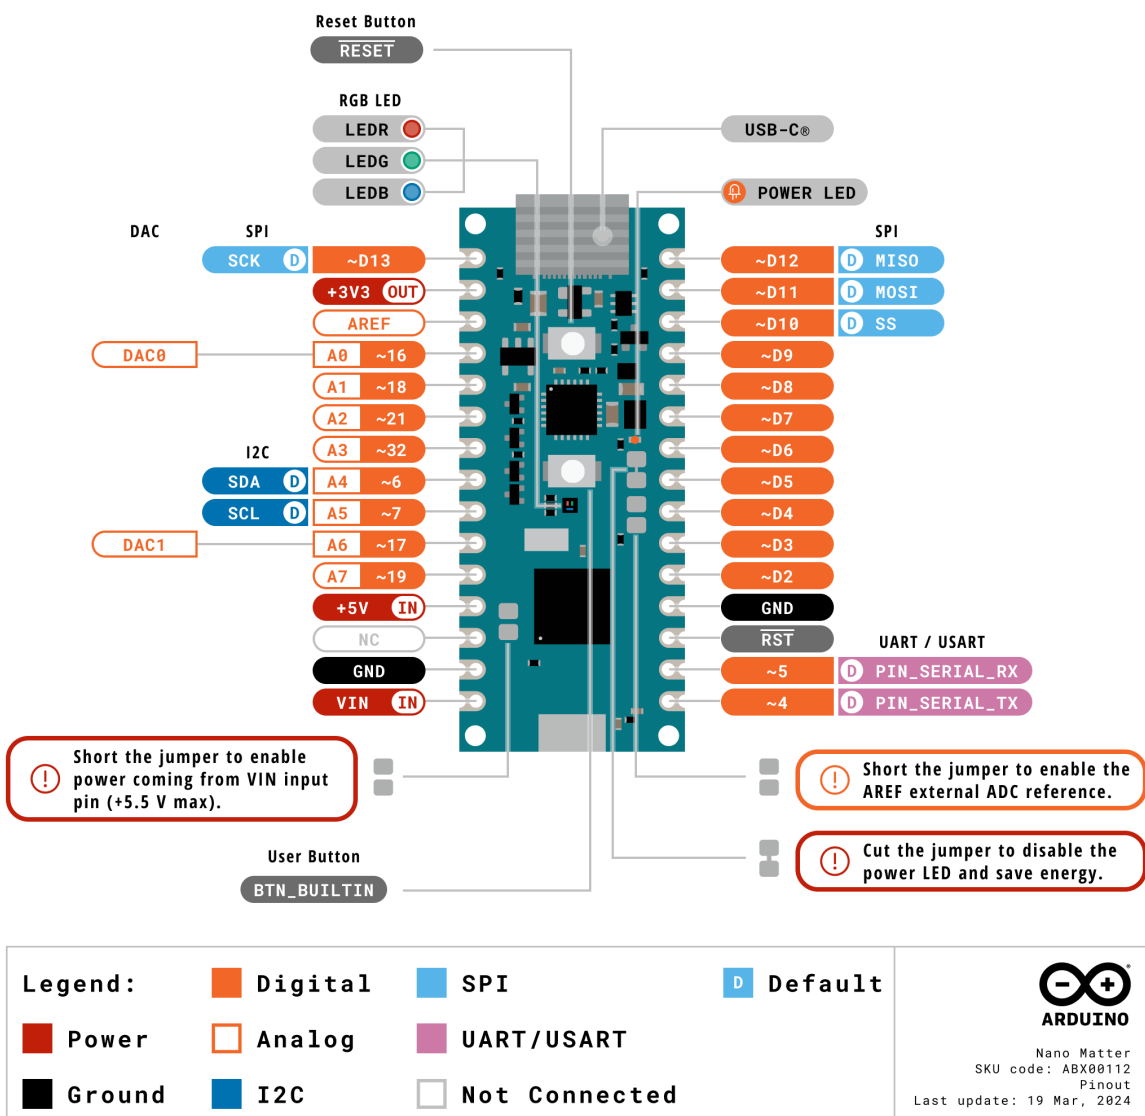 Reset Button
RESET
RGB LED
LEDR
LEDG
LEDB
USB-C®
POWER LED
DAC
SPI
SPI
SCK D ~D13
+3V3 OUT
AREF
DAC0 A0 ~16
A1 ~18
A2 ~21
A3 ~32
I2C
SDA D A4 ~6
SCL D A5 ~7
DAC1 A6 ~17
A7 ~19
+5V IN
NC
GND
VIN IN
~D12 D MISO
~D11 D MOSI
~D10 D SS
~D9
~D8
~D7
~D6
~D5
~D4
~D3
~D2
GND
RST
UART / USART
~5 D PIN_SERIAL_RX
~4 D PIN_SERIAL_TX
! Short the jumper to enable
power coming from VIN input
pin (+5.5 V max).
! Short the jumper to enable the
AREF external ADC reference.
! Cut the jumper to disable the
power LED and save energy.
User Button
BTN_BUILTIN
Legend:
Digital
SPI
D Default
Power
Analog
UART/USART
Ground
I2C
Not Connected
ARDUINO
Nano Matter
SKU code: ABX00112
Pinout
Last update: 19 Mar, 2024